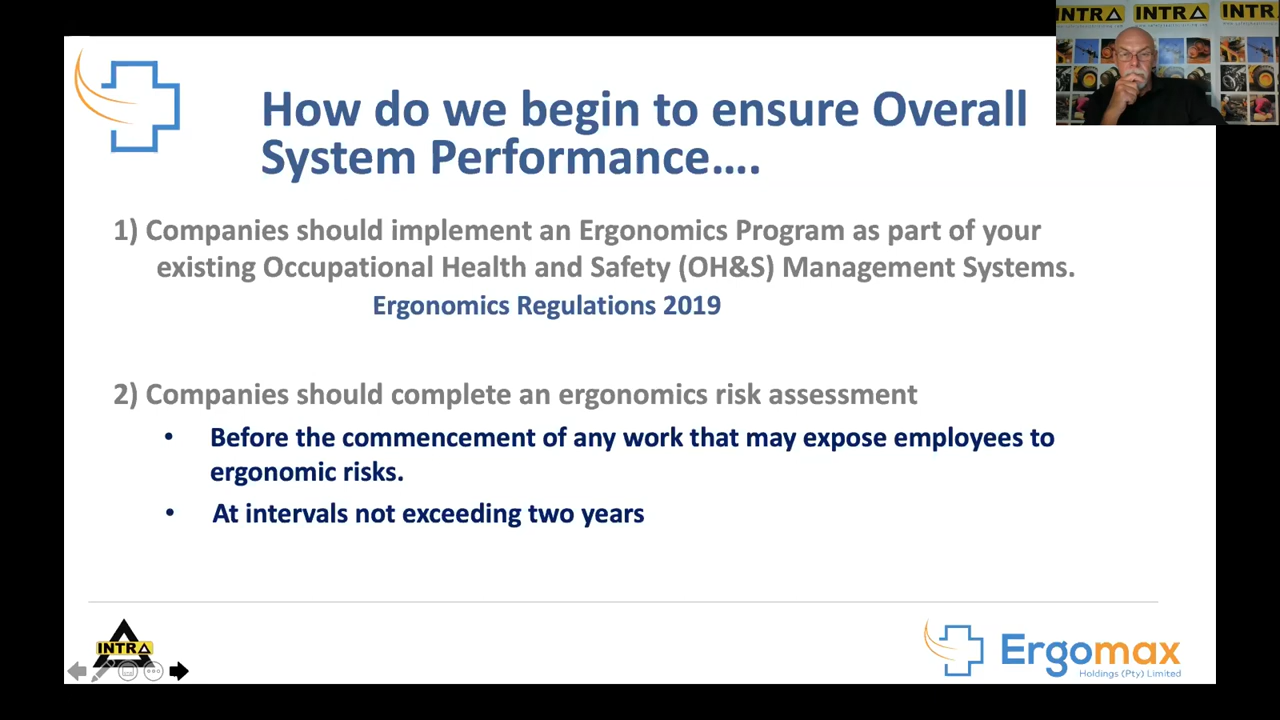 INTRA INTRA INTR
How do we begin to ensure Overall
System Performance….
1) Companies should implement an Ergonomics Program as part of your
existing Occupational Health and Safety (OH&S) Management Systems.
Ergonomics Regulations 2019
2) Companies should complete an ergonomics risk assessment
• Before the commencement of any work that may expose employees to
ergonomic risks.
• At intervals not exceeding two years
INTRA
Ergomax
Holdings (Pty) Limited